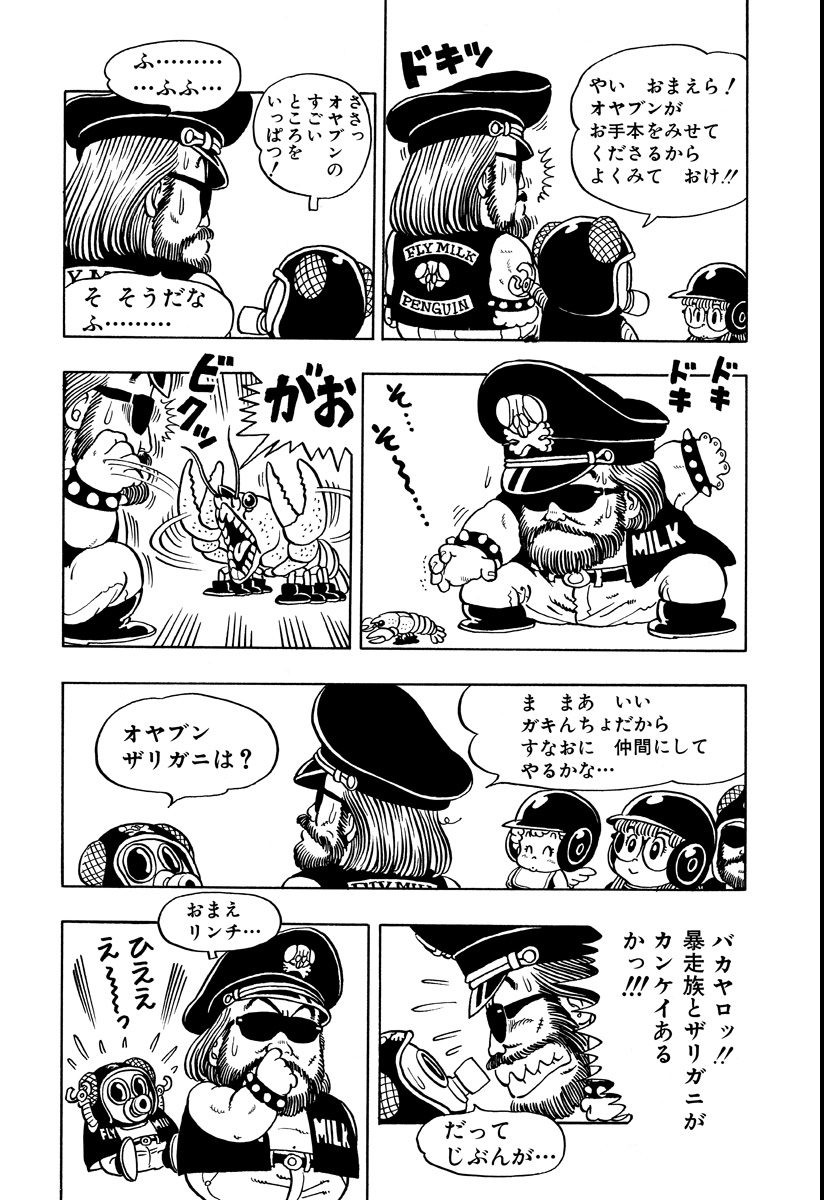 やい　おまえら！
オヤブンが
お手本をみせて
くださるから
よくみて　おけ!!
ドキッ
FLY MILK
PENGUIN
ささっ
オヤブンの
すごい
ところを
いっぱつ！
ふ………
…ふふ…
そ そうだな
ふ………
Y M
ドキ
ドキ
そ…
そ〜〜…
MILK
がお
ビクッ
ま　まあ　いい
ガキんちょだから
すなおに　仲間にして
やるかな…
オヤブン
ザリガニは？
FLY MILK
バカヤロッ!!
暴走族とザリガニが
カンケイある
かっ!!!
だって
じぶんが…
おまえ
リンチ…
ひええ
え〜〜っ
FLY
MI
MILK